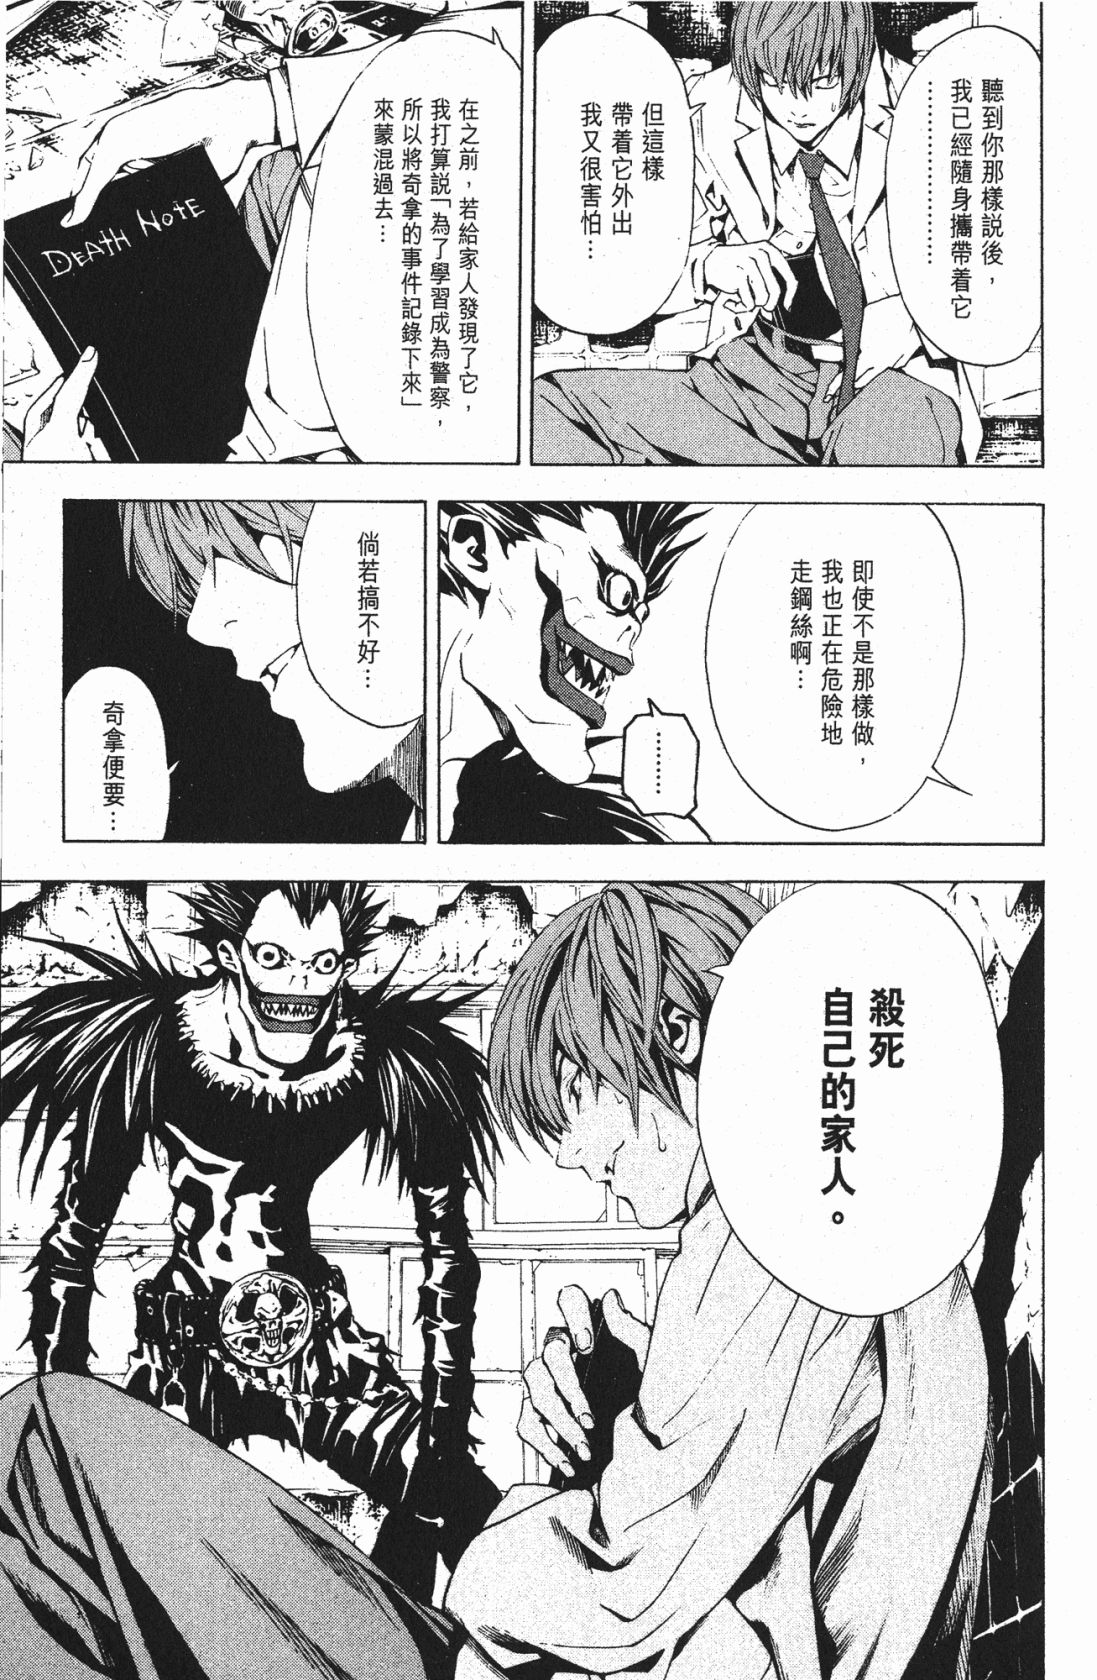 聽到你那樣説後，
我已經隨身攜帶着它
………………
但這樣
帶着它外出
我又很害怕…
在之前，若給家人發現了它，
我打算説「為了學習成為警察，
所以將奇拿的事件記錄下來」
來蒙混過去…
DEATH NOTE
即使不是那樣做，
我也正在危險地
走鋼絲啊…
………
倘若搞不好…
奇拿便要…
殺死
自己的家人。